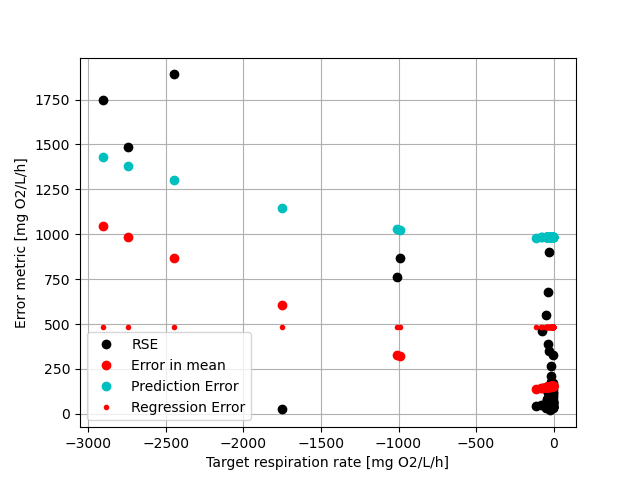 1750
1500
1250
1000
750
500
250
0
Error metric [mg O2/L/h]
RSE
Error in mean
Prediction Error
Regression Error
−3000 −2500 −2000 −1500 −1000 −500 0
Target respiration rate [mg O2/L/h]